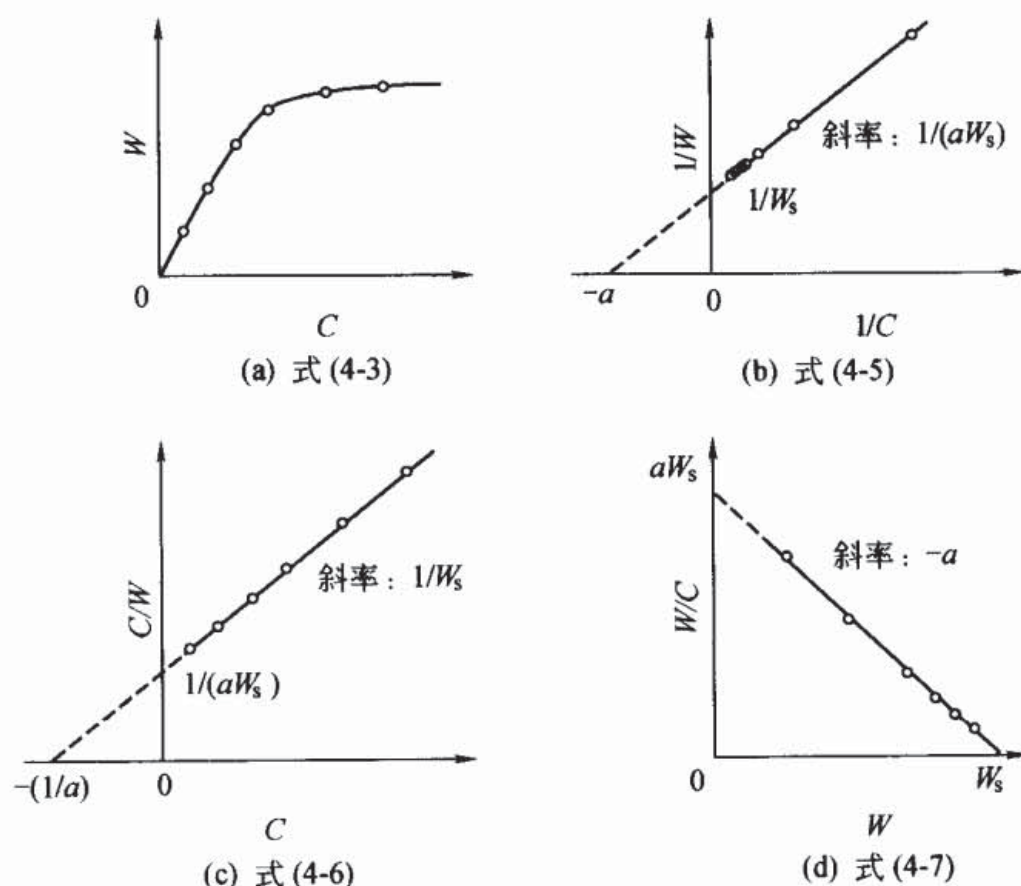 W
0
C
(a) 式 (4-3)
1/W
斜率：1/(aWₛ)
1/Wₛ
−a
0
1/C
(b) 式 (4-5)
C/W
斜率：1/Wₛ
1/(aWₛ)
−(1/a)
0
C
(c) 式 (4-6)
aWₛ
W/C
斜率：−a
0
Wₛ
W
(d) 式 (4-7)